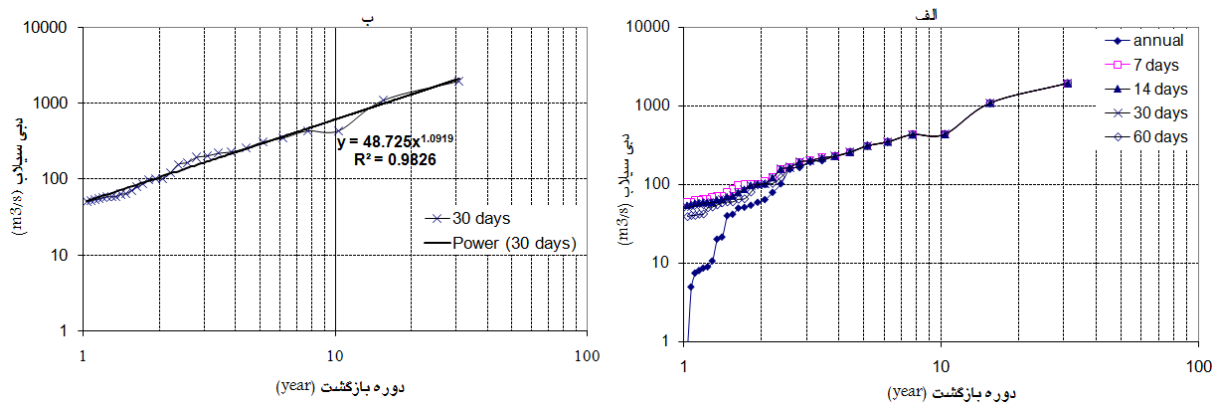 ب
10000
1000
100
10
1
دبی سیلاب (m3/s)
y = 48.725x^1.0919
R² = 0.9826
30 days
Power (30 days)
1
10
100
دوره بازگشت (year)
الف
10000
1000
100
10
1
دبی سیلاب (m3/s)
annual
7 days
14 days
30 days
60 days
1
10
100
دوره بازگشت (year)